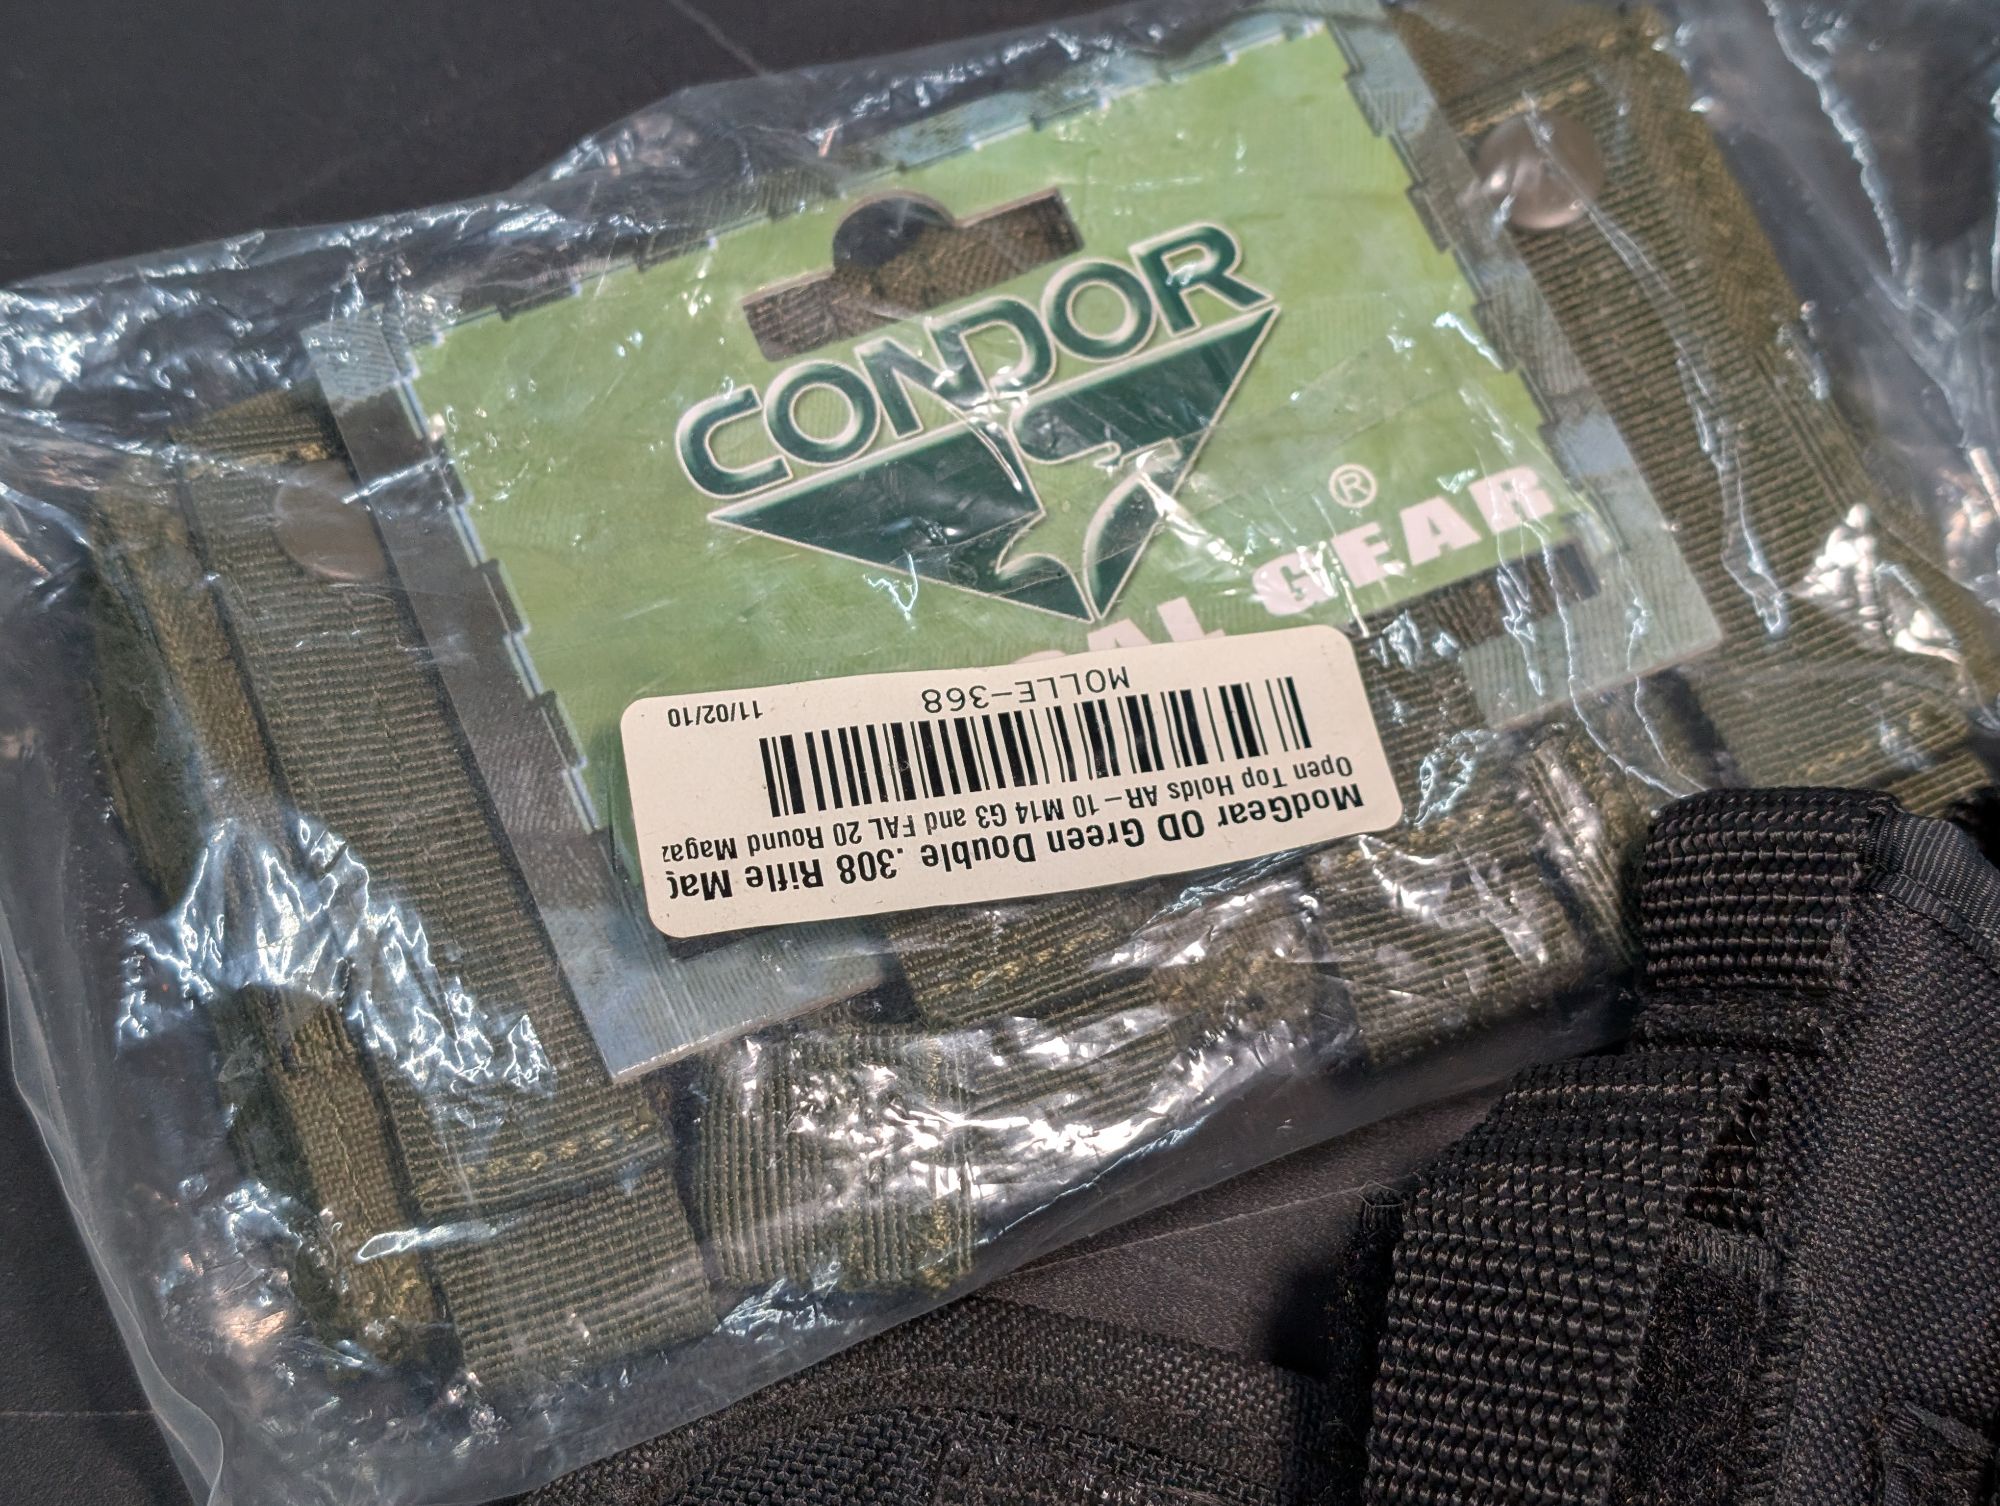 CONDOR
®
GEAR
ModGear OD Green Double .308 Rifle Mag
Open Top Holds AR-10 M14 G3 and FAL 20 Round Magaz
MOLLE-368
11/02/10